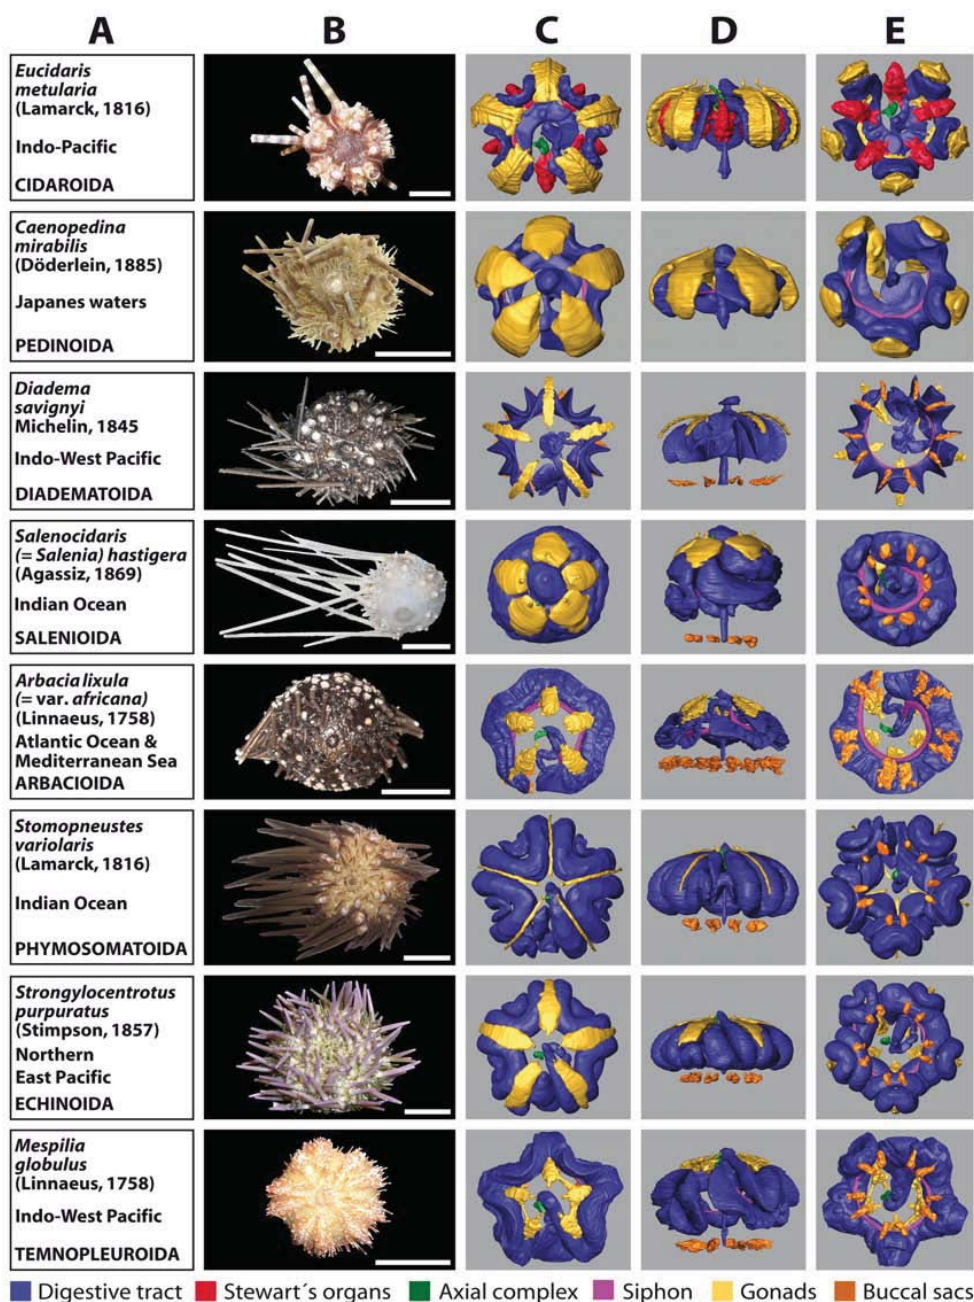 A B C D E
Eucidaris
metularia
(Lamarck, 1816)
Indo-Pacific
CIDAROIDA
Caenopedina
mirabilis
(Döderlein, 1885)
Japanes waters
PEDINOIDA
Diadema
savignyi
Michelin, 1845
Indo-West Pacific
DIADEMATOIDA
Salenocidaris
(= Salenia) hastigera
(Agassiz, 1869)
Indian Ocean
SALENIOIDA
Arbacia lixula
(= var. africana)
(Linnaeus, 1758)
Atlantic Ocean &
Mediterranean Sea
ARBACIOIDA
Stomopneustes
variolaris
(Lamarck, 1816)
Indian Ocean
PHYMOSOMATOIDA
Strongylocentrotus
purpuratus
(Stimpson, 1857)
Northern
East Pacific
ECHINOIDA
Mespilia
globulus
(Linnaeus, 1758)
Indo-West Pacific
TEMNOPLEUROIDA
Digestive tract Stewart´s organs Axial complex Siphon Gonads Buccal sacs